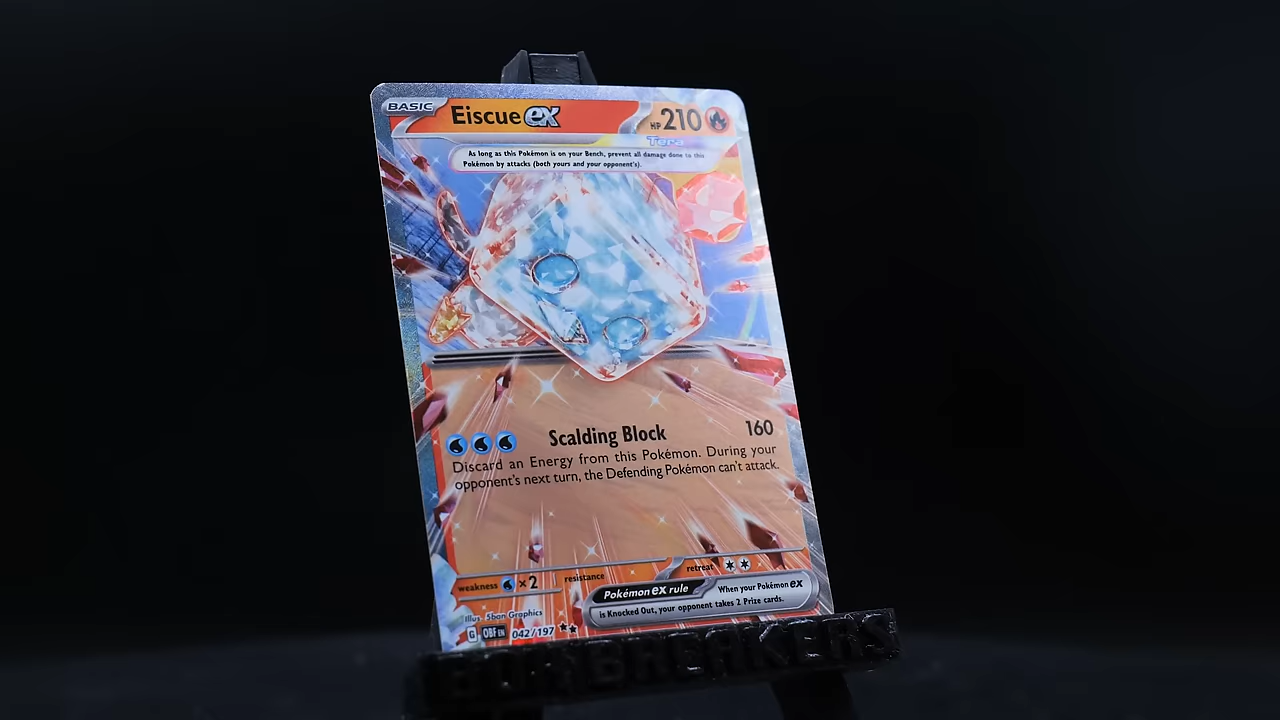 BASIC Eiscue ex HP 210
Tera
As long as this Pokémon is on your Bench, prevent all damage done to this
Pokémon by attacks (both yours and your opponent's).
Scalding Block 160
Discard an Energy from this Pokémon. During your
opponent's next turn, the Defending Pokémon can't attack.
weakness ×2 resistance retreat
Pokémon ex rule When your Pokémon ex
is Knocked Out, your opponent takes 2 Prize cards.
Illus. 5ban Graphics
G OBF EN 042/197
BREAKERS